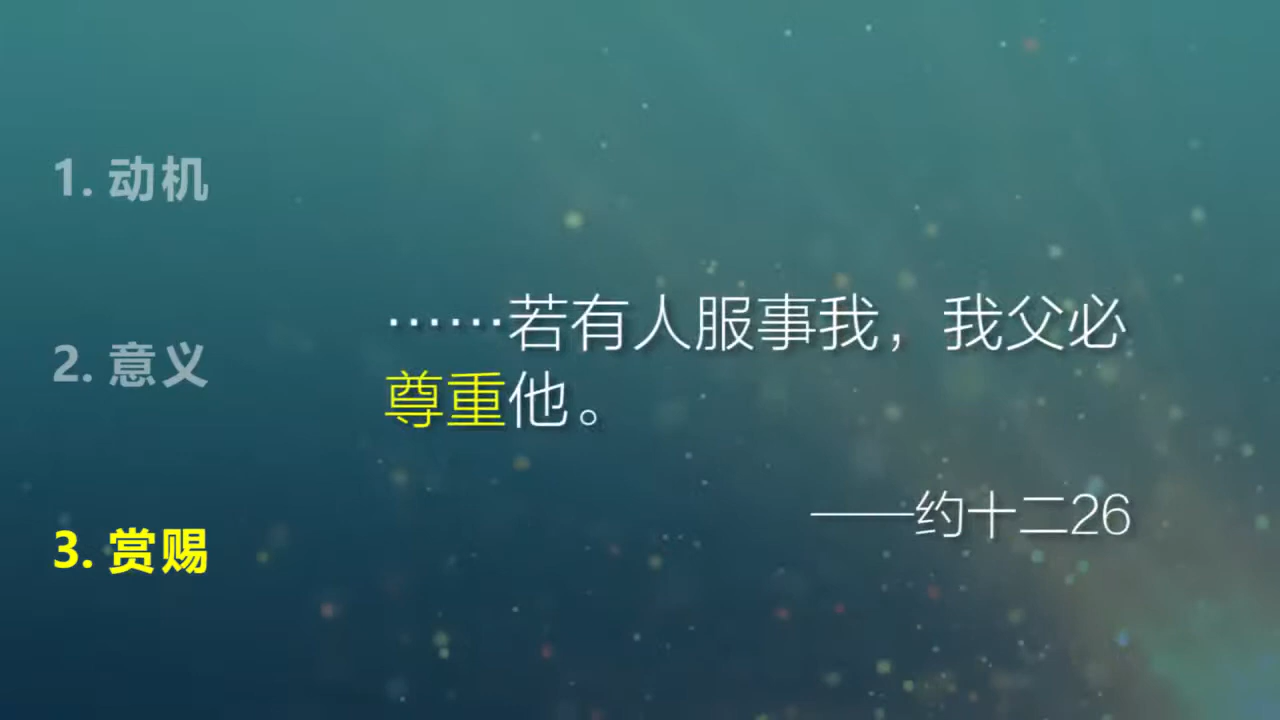 1. 动机
2. 意义
3. 赏赐
……若有人服事我，我父必
尊重他。
——约十二26